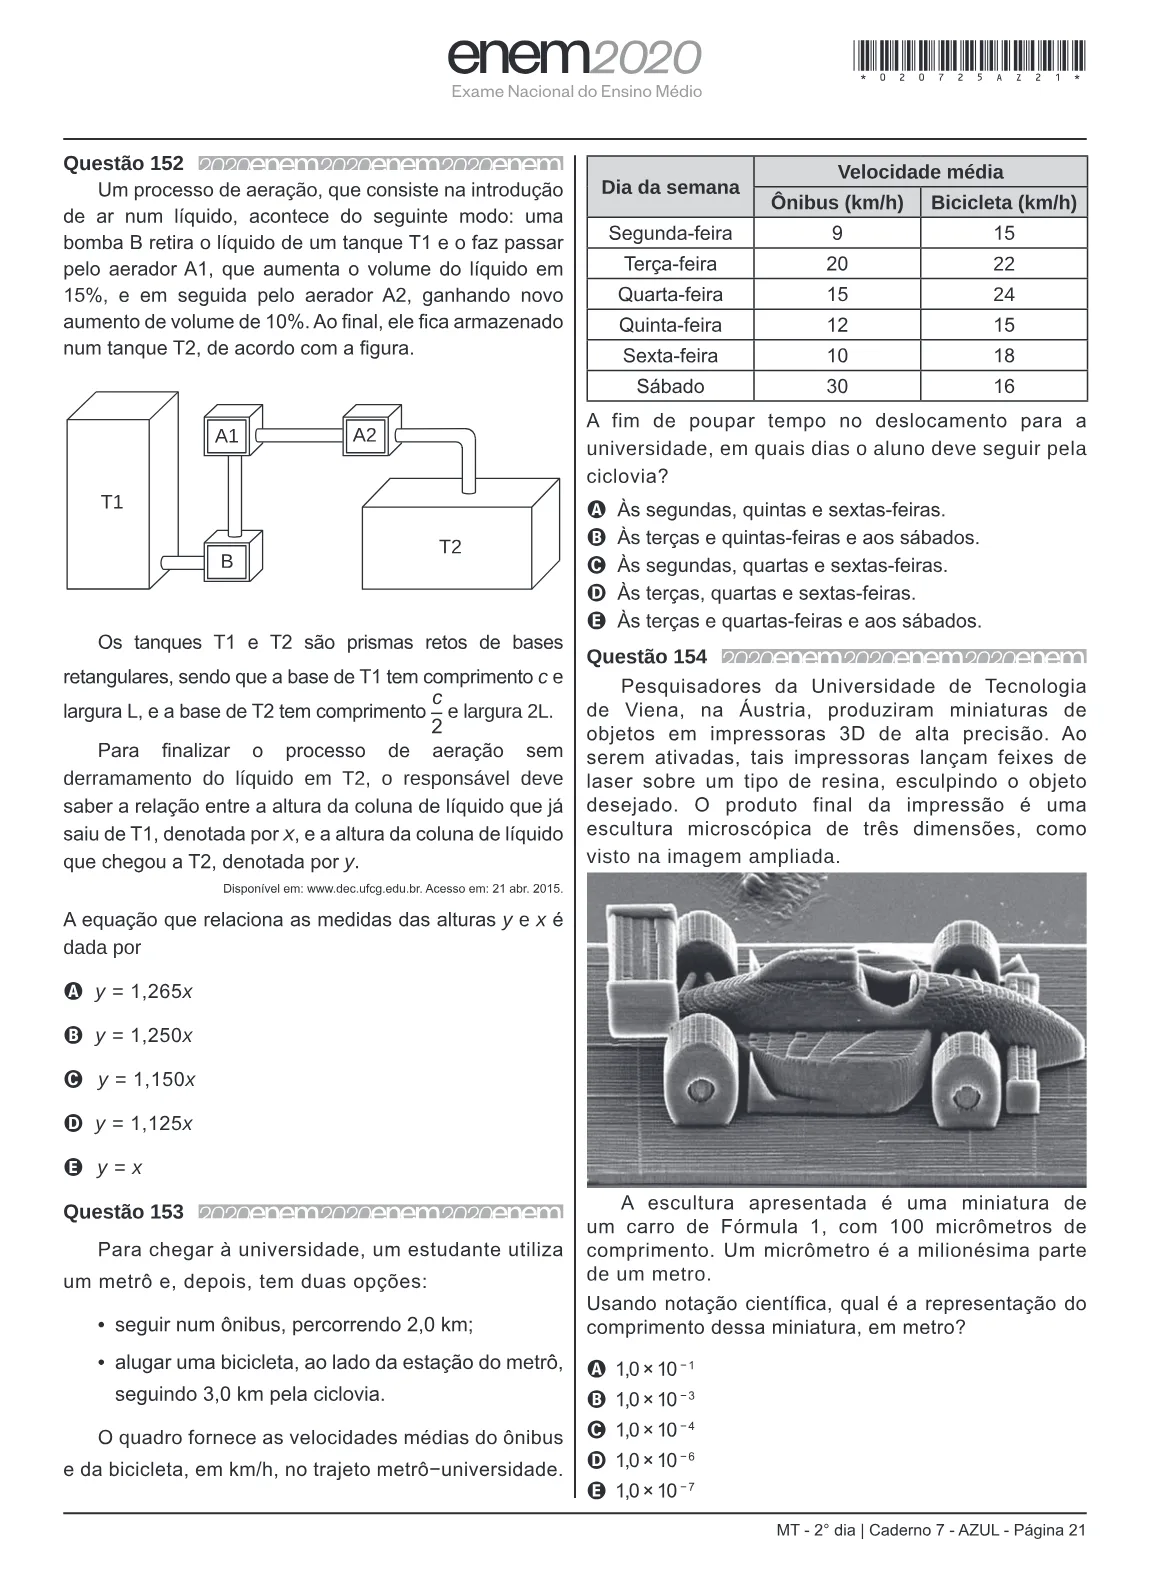 enem2020
Exame Nacional do Ensino Médio
*020725AZ21*
Questão 152 2020enem2020enem2020enem
Um processo de aeração, que consiste na introdução
de ar num líquido, acontece do seguinte modo: uma
bomba B retira o líquido de um tanque T1 e o faz passar
pelo aerador A1, que aumenta o volume do líquido em
15%, e em seguida pelo aerador A2, ganhando novo
aumento de volume de 10%. Ao final, ele fica armazenado
num tanque T2, de acordo com a figura.
A1
A2
T1
T2
B
Os tanques T1 e T2 são prismas retos de bases
retangulares, sendo que a base de T1 tem comprimento c e
largura L, e a base de T2 tem comprimento c/2 e largura 2L.
Para finalizar o processo de aeração sem
derramamento do líquido em T2, o responsável deve
saber a relação entre a altura da coluna de líquido que já
saiu de T1, denotada por x, e a altura da coluna de líquido
que chegou a T2, denotada por y.
Disponível em: www.dec.ufcg.edu.br. Acesso em: 21 abr. 2015.
A equação que relaciona as medidas das alturas y e x é
dada por
A y = 1,265x
B y = 1,250x
C y = 1,150x
D y = 1,125x
E y = x
Questão 153 2020enem2020enem2020enem
Para chegar à universidade, um estudante utiliza
um metrô e, depois, tem duas opções:
• seguir num ônibus, percorrendo 2,0 km;
• alugar uma bicicleta, ao lado da estação do metrô,
seguindo 3,0 km pela ciclovia.
O quadro fornece as velocidades médias do ônibus
e da bicicleta, em km/h, no trajeto metrô−universidade.
Dia da semana Velocidade média
Ônibus (km/h) Bicicleta (km/h)
Segunda-feira 9 15
Terça-feira 20 22
Quarta-feira 15 24
Quinta-feira 12 15
Sexta-feira 10 18
Sábado 30 16
A fim de poupar tempo no deslocamento para a
universidade, em quais dias o aluno deve seguir pela
ciclovia?
A Às segundas, quintas e sextas-feiras.
B Às terças e quintas-feiras e aos sábados.
C Às segundas, quartas e sextas-feiras.
D Às terças, quartas e sextas-feiras.
E Às terças e quartas-feiras e aos sábados.
Questão 154 2020enem2020enem2020enem
Pesquisadores da Universidade de Tecnologia
de Viena, na Áustria, produziram miniaturas de
objetos em impressoras 3D de alta precisão. Ao
serem ativadas, tais impressoras lançam feixes de
laser sobre um tipo de resina, esculpindo o objeto
desejado. O produto final da impressão é uma
escultura microscópica de três dimensões, como
visto na imagem ampliada.
A escultura apresentada é uma miniatura de
um carro de Fórmula 1, com 100 micrômetros de
comprimento. Um micrômetro é a milionésima parte
de um metro.
Usando notação científica, qual é a representação do
comprimento dessa miniatura, em metro?
A 1,0 × 10⁻¹
B 1,0 × 10⁻³
C 1,0 × 10⁻⁴
D 1,0 × 10⁻⁶
E 1,0 × 10⁻⁷
MT - 2° dia | Caderno 7 - AZUL - Página 21